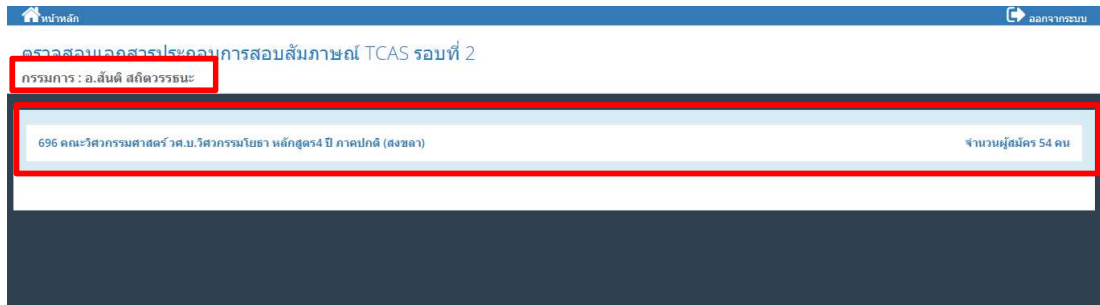 หน้าหลัก ออกจากระบบ
ตรวจสอบเอกสารประกอบการสอบสัมภาษณ์ TCAS รอบที่ 2
กรรมการ : อ.สันติ สถิตวรรธนะ
696 คณะวิศวกรรมศาสตร์ วศ.บ.วิศวกรรมโยธา หลักสูตร4 ปี ภาคปกติ (สงขลา) จำนวนผู้สมัคร 54 คน